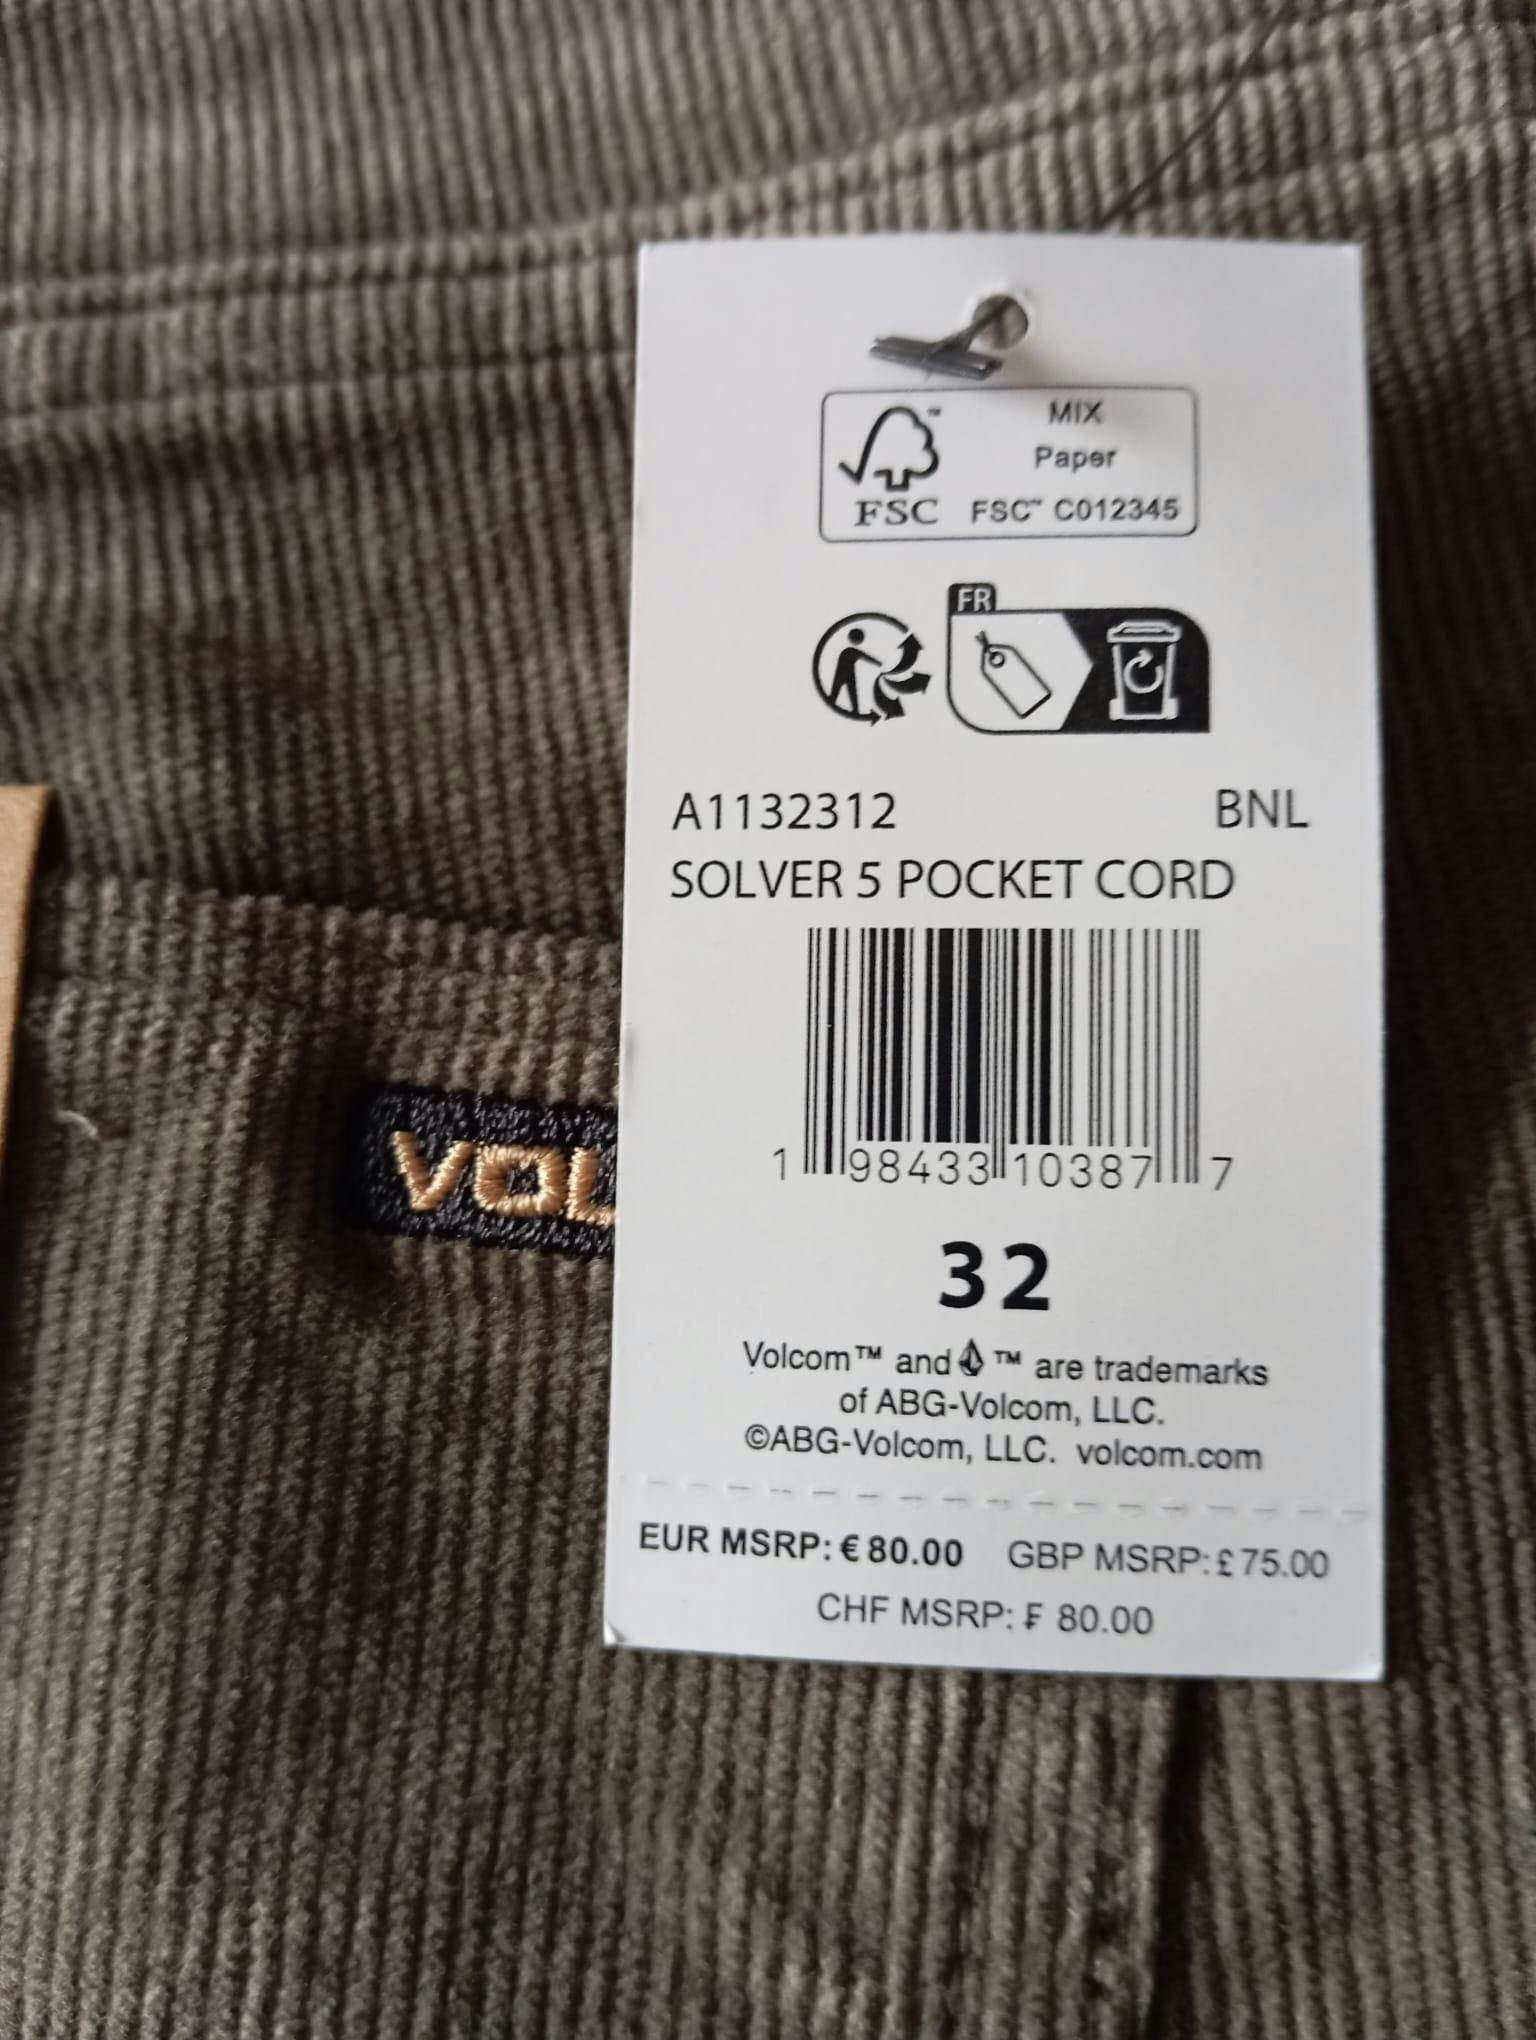 MIX
Paper
FSC FSC™ C012345
FR
A1132312 BNL
SOLVER 5 POCKET CORD
1 98433 10387 7
32
Volcom™ and ™ are trademarks
of ABG-Volcom, LLC.
©ABG-Volcom, LLC. volcom.com
EUR MSRP: € 80.00 GBP MSRP: £ 75.00
CHF MSRP: ₣ 80.00
VOL